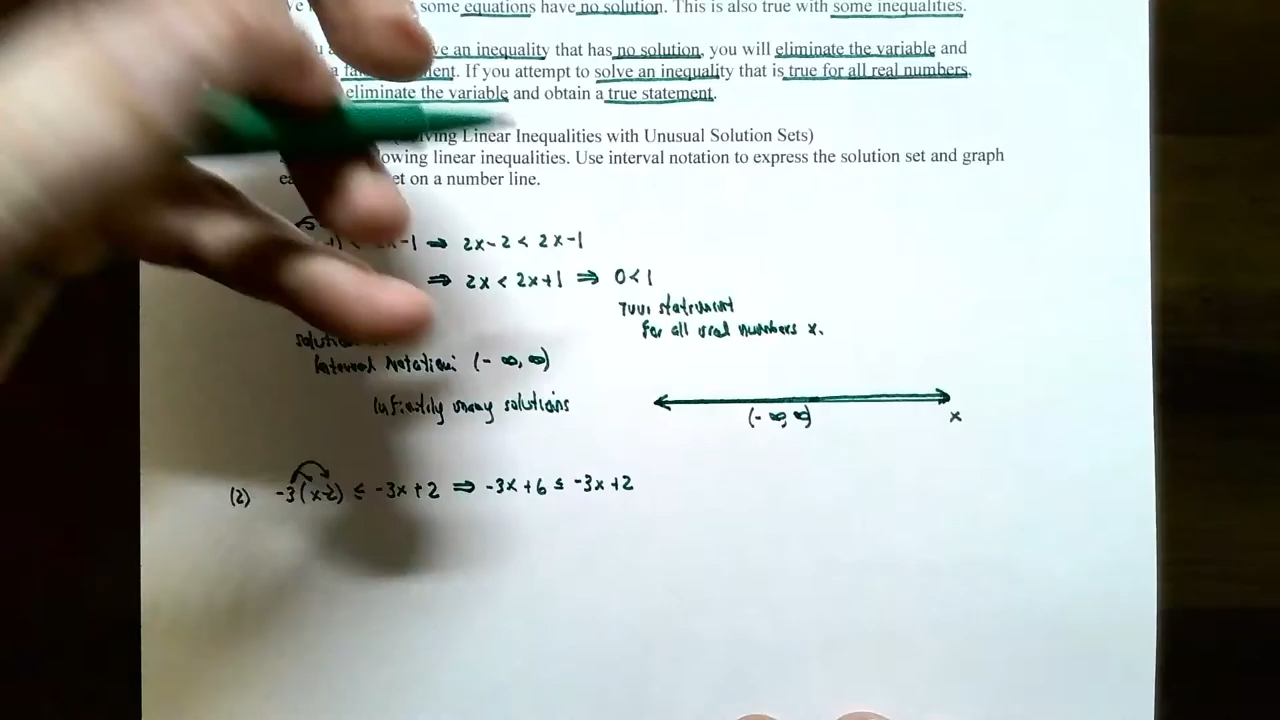 some equations have no solution. This is also true with some inequalities.
an inequality that has no solution, you will eliminate the variable and
If you attempt to solve an inequality that is true for all real numbers,
eliminate the variable and obtain a true statement.
Linear Inequalities with Unusual Solution Sets)
linear inequalities. Use interval notation to express the solution set and graph
on a number line.
-1 ⇒ 2x-2 < 2x-1
⇒ 2x < 2x+1 ⇒ 0<1
True statement
for all real numbers x.
Interval Notation: (-∞, ∞)
Infinitely many solutions
(-∞, ∞)
x
(2) -3(x-2) ≤ -3x+2 ⇒ -3x+6 ≤ -3x+2